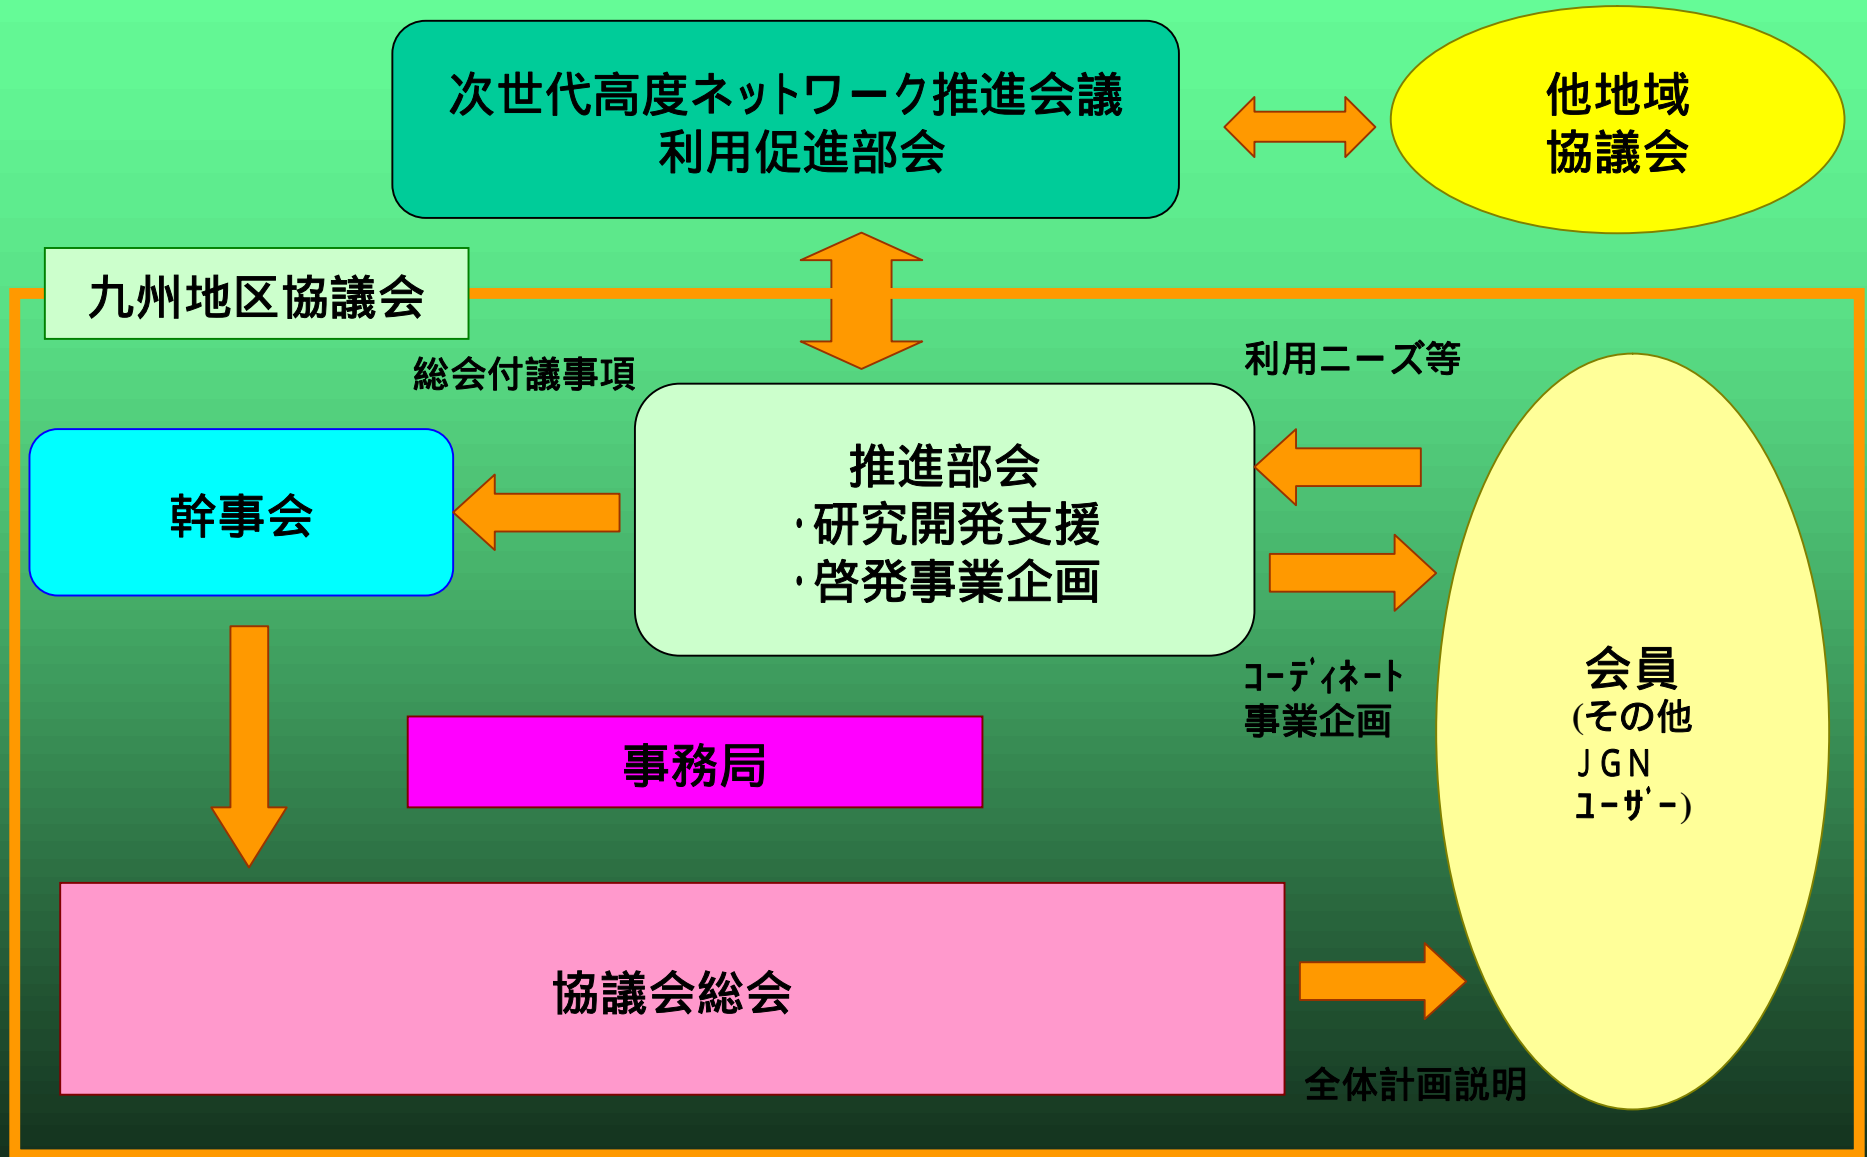 次世代高度ネットワーク推進会議
利用促進部会
他地域
協議会
九州地区協議会
総会付議事項
利用ニーズ等
幹事会
推進部会
・研究開発支援
・啓発事業企画
ｺｰﾃﾞｨﾈｰﾄ
事業企画
会員
(その他
ＪＧＮ
ﾕｰｻﾞｰ)
事務局
協議会総会
全体計画説明